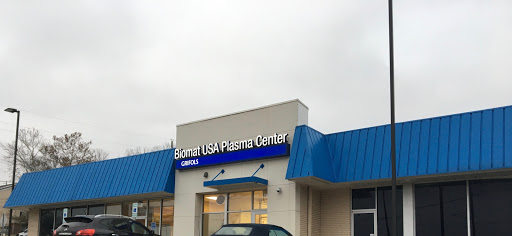 Biomat USA Plasma Center
GRIFOLS